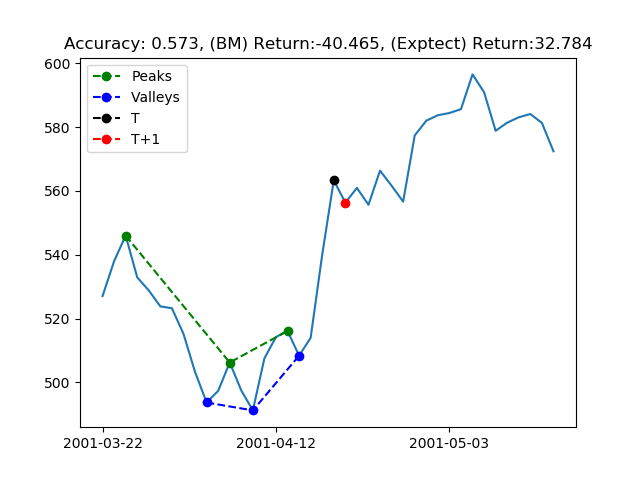 Accuracy: 0.573, (BM) Return:-40.465, (Exptect) Return:32.784
600
580
560
540
520
500
Peaks
Valleys
T
T+1
2001-03-22
2001-04-12
2001-05-03